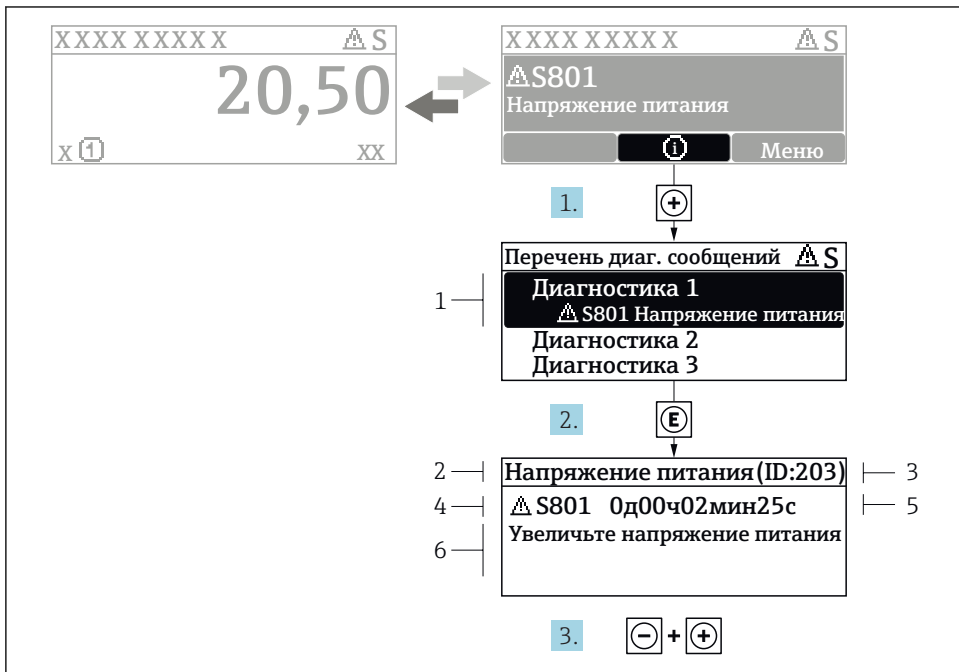 XXXX XXXXX S
20,50
X 1 XX
XXXX XXXXX S
S801
Напряжение питания
i Меню
1. +
Перечень диаг. сообщений S
1
Диагностика 1
S801 Напряжение питания
Диагностика 2
Диагностика 3
2. E
2 Напряжение питания (ID:203) 3
4 S801 0д00ч02мин25с 5
6 Увеличьте напряжение питания
3. - + +